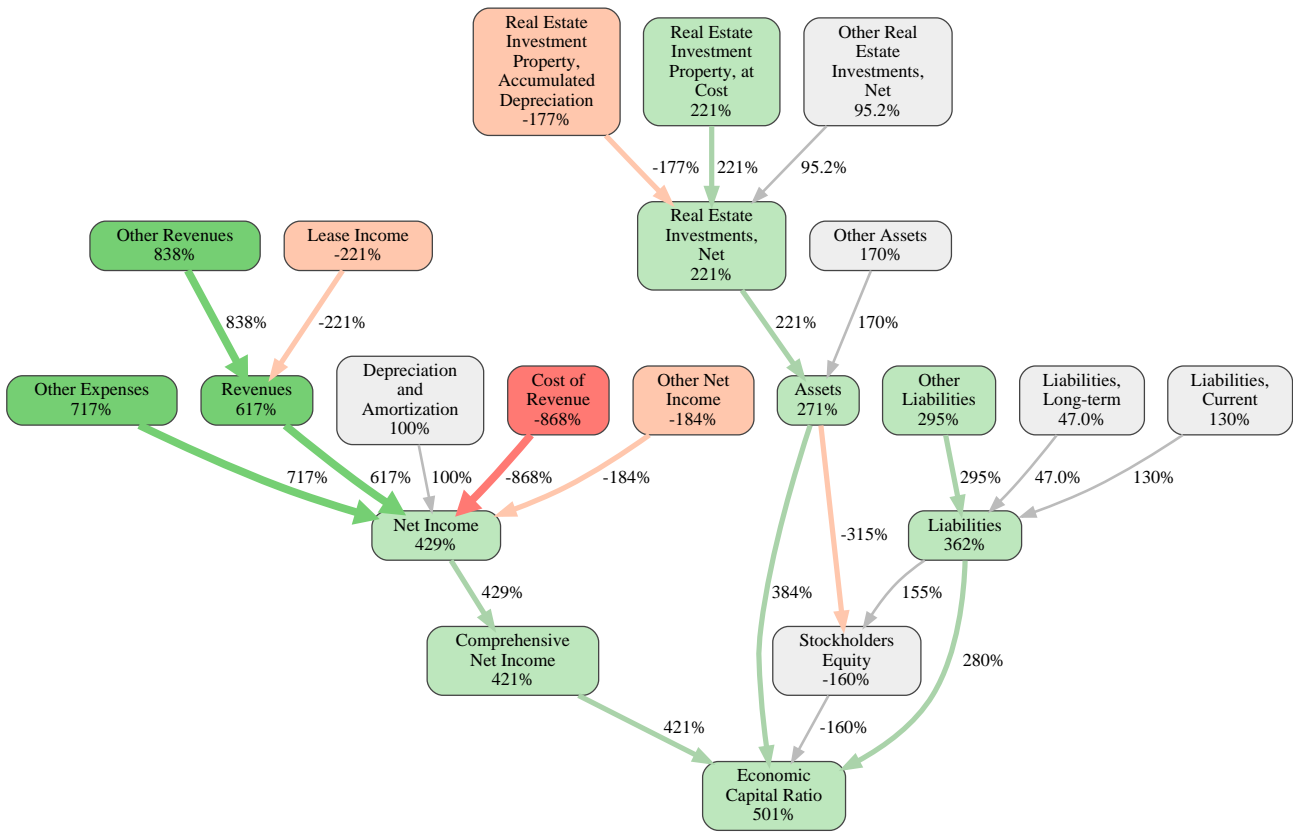 Real Estate
Investment
Property,
Accumulated
Depreciation
-177%
Real Estate
Investment
Property, at
Cost
221%
Other Real
Estate
Investments,
Net
95.2%
-177%
221%
95.2%
Other Revenues
838%
Lease Income
-221%
Real Estate
Investments,
Net
221%
Other Assets
170%
838%
-221%
221%
170%
Other Expenses
717%
Revenues
617%
Depreciation
and
Amortization
100%
Cost of
Revenue
-868%
Other Net
Income
-184%
Assets
271%
Other
Liabilities
295%
Liabilities,
Long-term
47.0%
Liabilities,
Current
130%
717%
617%
100%
-868%
-184%
295%
47.0%
130%
Net Income
429%
-315%
Liabilities
362%
429%
384%
155%
Comprehensive
Net Income
421%
Stockholders
Equity
-160%
280%
421%
-160%
Economic
Capital Ratio
501%